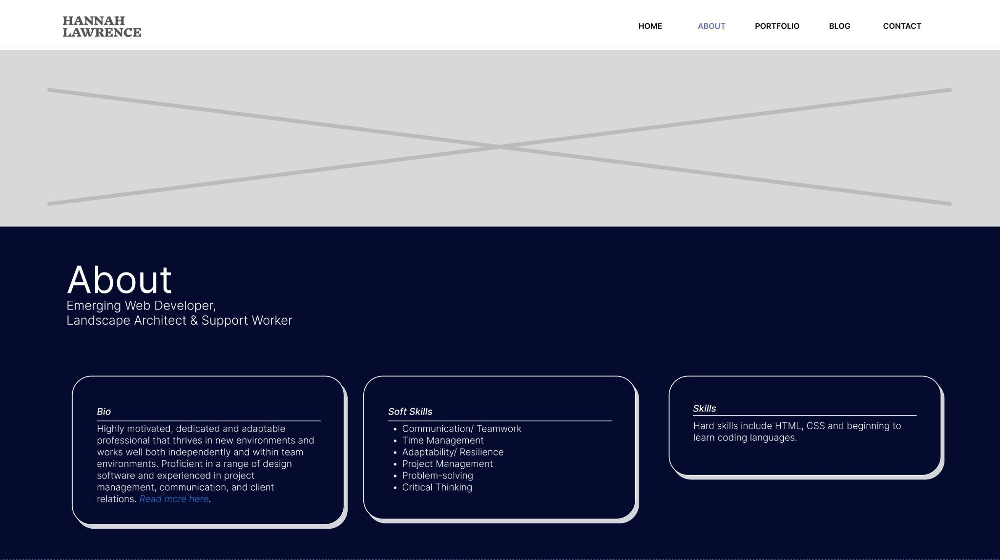 HANNAH
LAWRENCE
HOME ABOUT PORTFOLIO BLOG CONTACT
About
Emerging Web Developer,
Landscape Architect & Support Worker
Bio
Highly motivated, dedicated and adaptable
professional that thrives in new environments and
works well both independently and within team
environments. Proficient in a range of design
software and experienced in project
management, communication, and client
relations. Read more here.
Soft Skills
• Communication/ Teamwork
• Time Management
• Adaptability/ Resilience
• Project Management
• Problem-solving
• Critical Thinking
Skills
Hard skills include HTML, CSS and beginning to
learn coding languages.